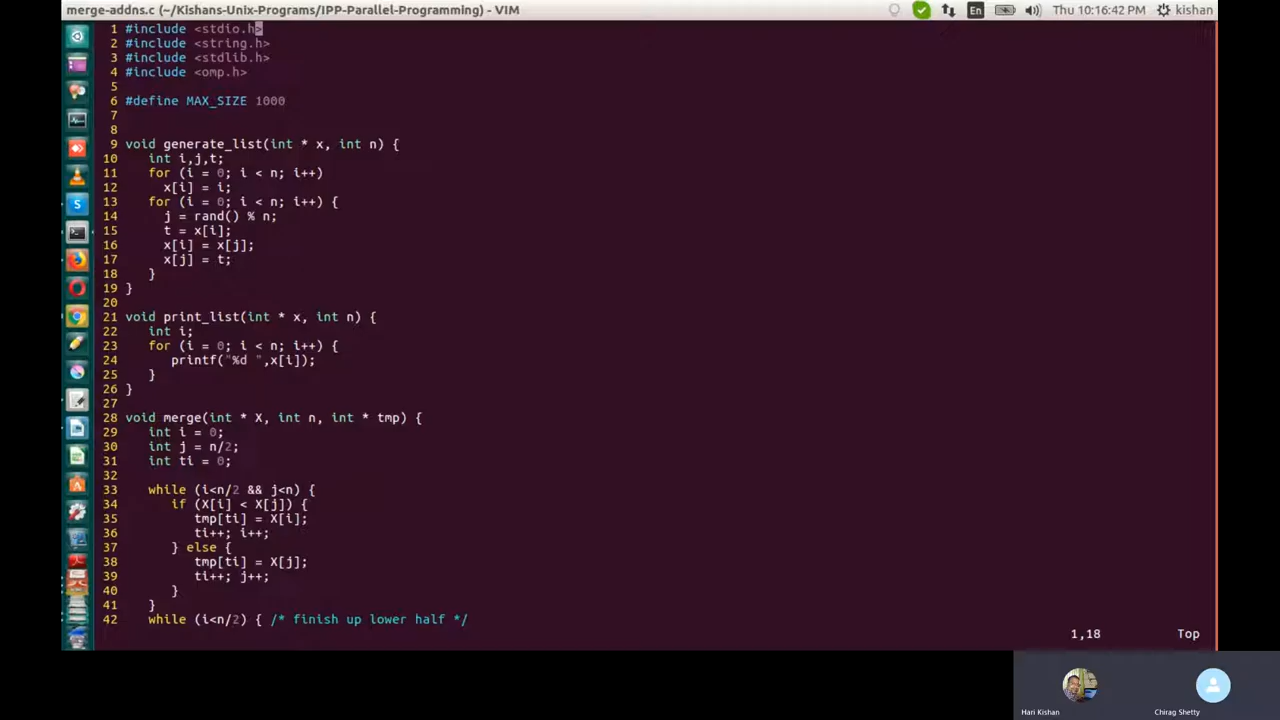 merge-addns.c (~/Kishans-Unix-Programs/IPP-Parallel-Programming) - VIM
En
Thu 10:16:42 PM
kishan
1 #include <stdio.h>
2 #include <string.h>
3 #include <stdlib.h>
4 #include <omp.h>
5
6 #define MAX_SIZE 1000
7
8
9 void generate_list(int * x, int n) {
10    int i,j,t;
11    for (i = 0; i < n; i++)
12      x[i] = i;
13    for (i = 0; i < n; i++) {
14      j = rand() % n;
15      t = x[i];
16      x[i] = x[j];
17      x[j] = t;
18    }
19 }
20
21 void print_list(int * x, int n) {
22    int i;
23    for (i = 0; i < n; i++) {
24       printf("%d ",x[i]);
25    }
26 }
27
28 void merge(int * X, int n, int * tmp) {
29    int i = 0;
30    int j = n/2;
31    int ti = 0;
32
33    while (i<n/2 && j<n) {
34       if (X[i] < X[j]) {
35          tmp[ti] = X[i];
36          ti++; i++;
37       } else {
38          tmp[ti] = X[j];
39          ti++; j++;
40       }
41    }
42    while (i<n/2) { /* finish up lower half */
1,18
Top
Hari Kishan
Chirag Shetty